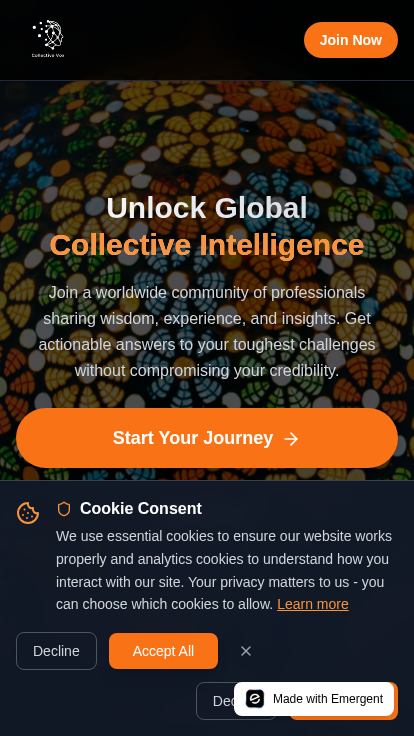 Collective Vox
Join Now
Unlock Global
Collective Intelligence
Join a worldwide community of professionals
sharing wisdom, experience, and insights. Get
actionable answers to your toughest challenges
without compromising your credibility.
Start Your Journey
Cookie Consent
We use essential cookies to ensure our website works
properly and analytics cookies to understand how you
interact with our site. Your privacy matters to us - you
can choose which cookies to allow. Learn more
Decline
Accept All
Made with Emergent